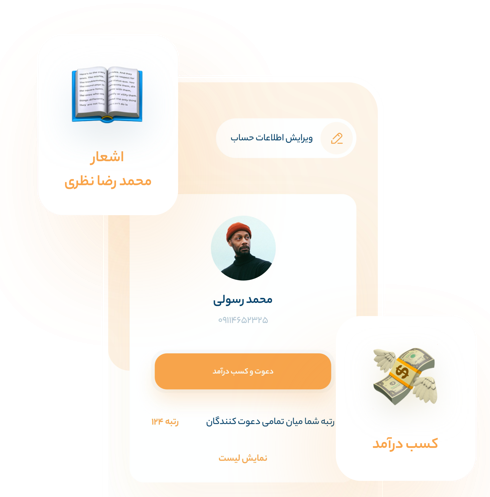 اشعار
محمد رضا نظری
ویرایش اطلاعات حساب
محمد رسولی
۰۹۱۱۴۶۵۲۳۲۵
دعوت و کسب درآمد
رتبه شما میان تمامی دعوت کنندگان
رتبه ۱۲۴
نمایش لیست
کسب درآمد